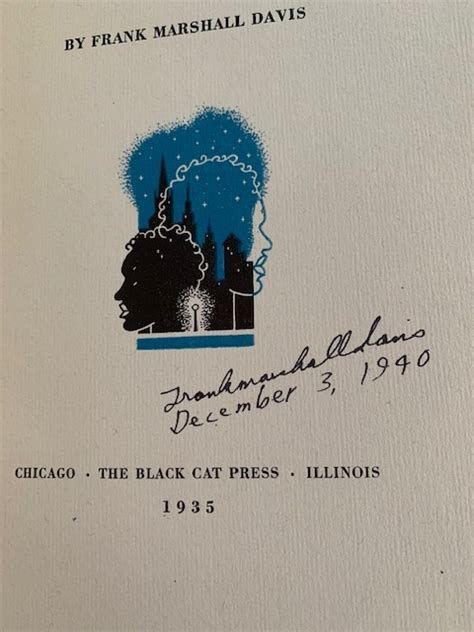 BY FRANK MARSHALL DAVIS
Frank Marshall Davis
December 3, 1940
CHICAGO · THE BLACK CAT PRESS · ILLINOIS
1935